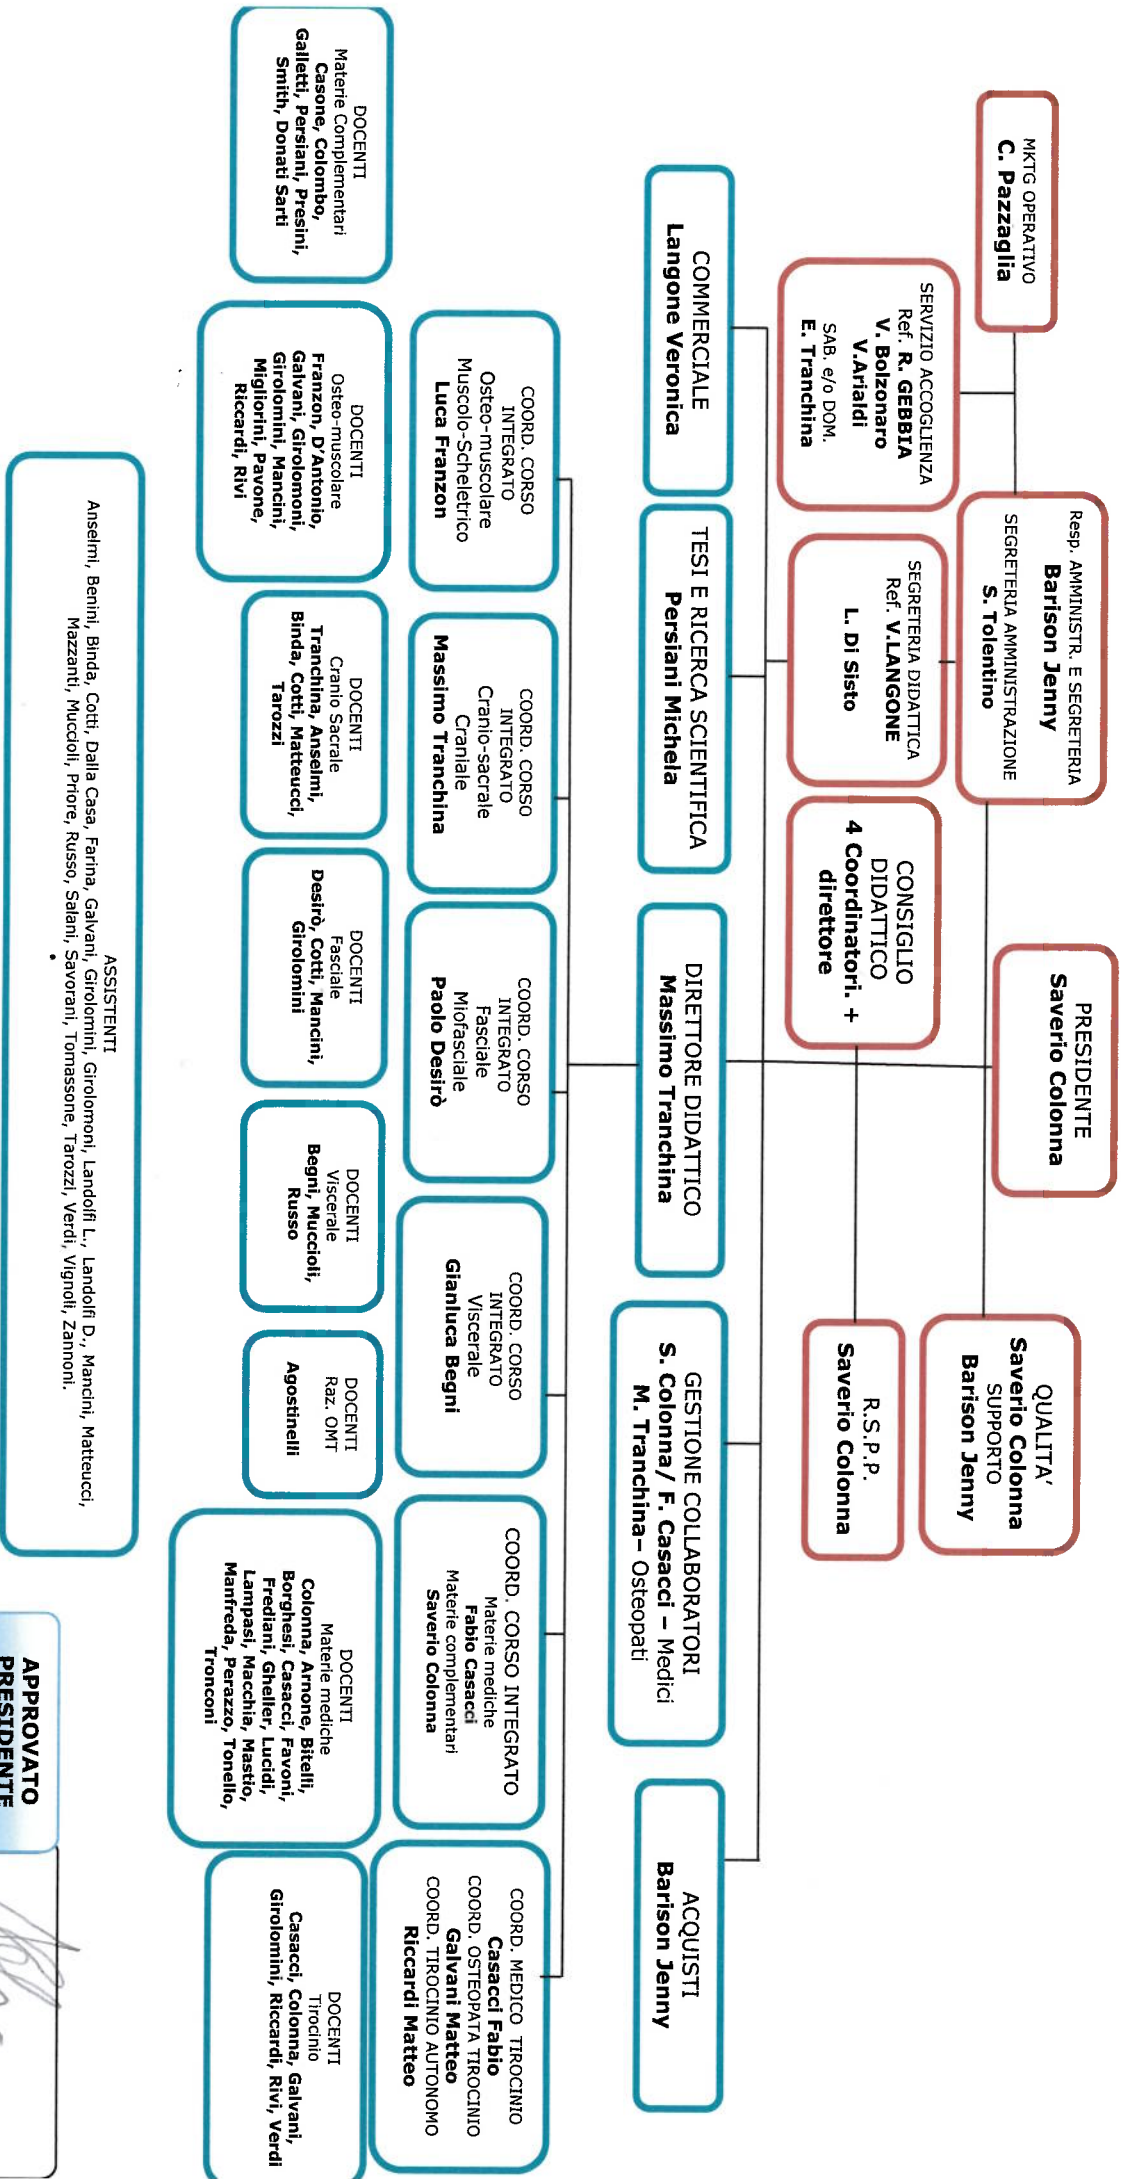 PRESIDENTE
Saverio Colonna
MKTG OPERATIVO
C. Pazzaglia
Resp. AMMINISTR. E SEGRETERIA
Barison Jenny
SEGRETERIA AMMINISTRAZIONE
S. Tolentino
QUALITA’
Saverio Colonna
SUPPORTO
Barison Jenny
SERVIZIO ACCOGLIENZA
Ref. R. GEBBIA
V. Bolzonaro
V.Arialdi
SAB. e/o DOM.
E. Tranchina
SEGRETERIA DIDATTICA
Ref. V.LANGONE
L. Di Sisto
CONSIGLIO
DIDATTICO
4 Coordinatori. +
direttore
R.S.P.P.
Saverio Colonna
COMMERCIALE
Langone Veronica
TESI E RICERCA SCIENTIFICA
Persiani Michela
DIRETTORE DIDATTICO
Massimo Tranchina
GESTIONE COLLABORATORI
S. Colonna/ F. Casacci – Medici
M. Tranchina– Osteopati
ACQUISTI
Barison Jenny
COORD. CORSO
INTEGRATO
Osteo-muscolare
Muscolo-Scheletrico
Luca Franzon
COORD. CORSO
INTEGRATO
Cranio-sacrale
Craniale
Massimo Tranchina
COORD. CORSO
INTEGRATO
Fasciale
Miofasciale
Paolo Desirò
COORD. CORSO
INTEGRATO
Viscerale
Gianluca Begni
COORD. CORSO INTEGRATO
Materie mediche
Fabio Casacci
Materie complementari
Saverio Colonna
COORD. MEDICO TIROCINIO
Casacci Fabio
COORD. OSTEOPATA TIROCINIO
Galvani Matteo
COORD. TIROCINIO AUTONOMO
Riccardi Matteo
DOCENTI
Materie Complementari
Casone, Colombo,
Galletti, Persiani, Presini,
Smith, Donati Sarti
DOCENTI
Osteo-muscolare
Franzon, D’Antonio,
Galvani, Girolomoni,
Girolomini, Mancini,
Migliorini, Pavone,
Riccardi, Rivi
DOCENTI
Cranio Sacrale
Tranchina, Anselmi,
Binda, Cotti, Matteucci,
Tarozzi
DOCENTI
Fasciale
Desirò, Cotti, Mancini,
Girolomini
DOCENTI
Viscerale
Begni, Muccioli,
Russo
DOCENTI
Raz. OMT
Agostinelli
DOCENTI
Materie mediche
Colonna, Arnone, Bitelli,
Borghesi, Casacci, Favoni,
Frediani, Gheller, Lucidi,
Lampasi, Macchia, Mastio,
Manfreda, Perazzo, Tonello,
Tronconi
DOCENTI
Tirocinio
Casacci, Colonna, Galvani,
Girolomini, Riccardi, Rivi, Verdi
ASSISTENTI
Anselmi, Benini, Binda, Cotti, Dalla Casa, Farina, Galvani, Girolomini, Girolomoni, Landolfi L., Landolfi D., Mancini, Matteucci,
Mazzanti, Muccioli, Priore, Russo, Salani, Savorani, Tomassone, Tarozzi, Verdi, Vignoli, Zannoni.
APPROVATO
PRESIDENTE